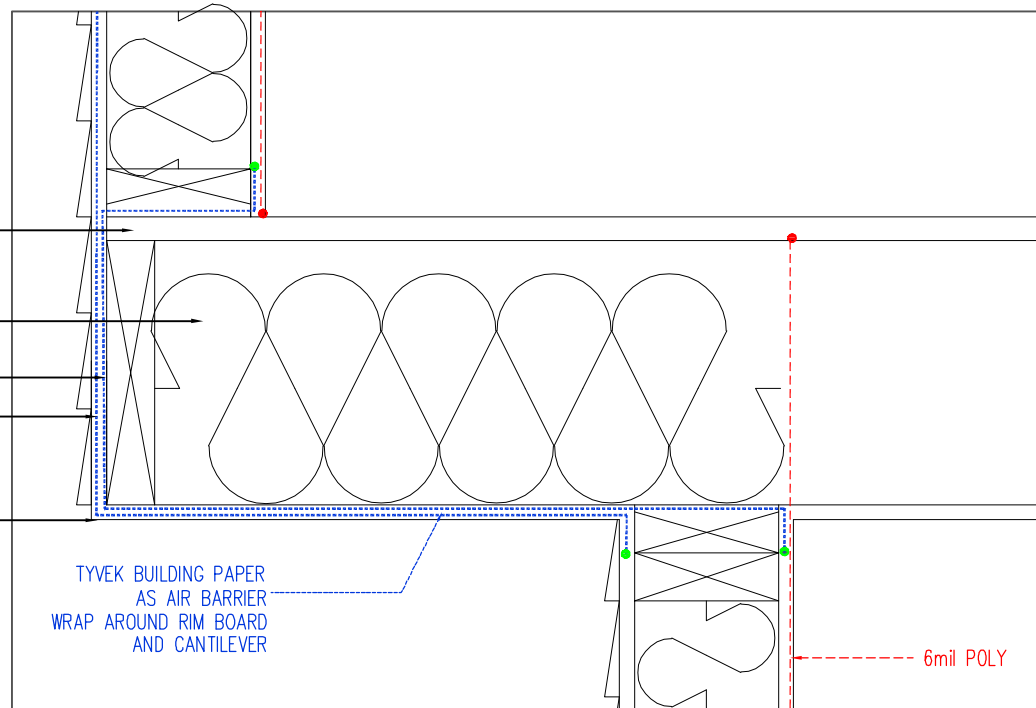 TYVEK BUILDING PAPER
AS AIR BARRIER
WRAP AROUND RIM BOARD
AND CANTILEVER
6mil POLY